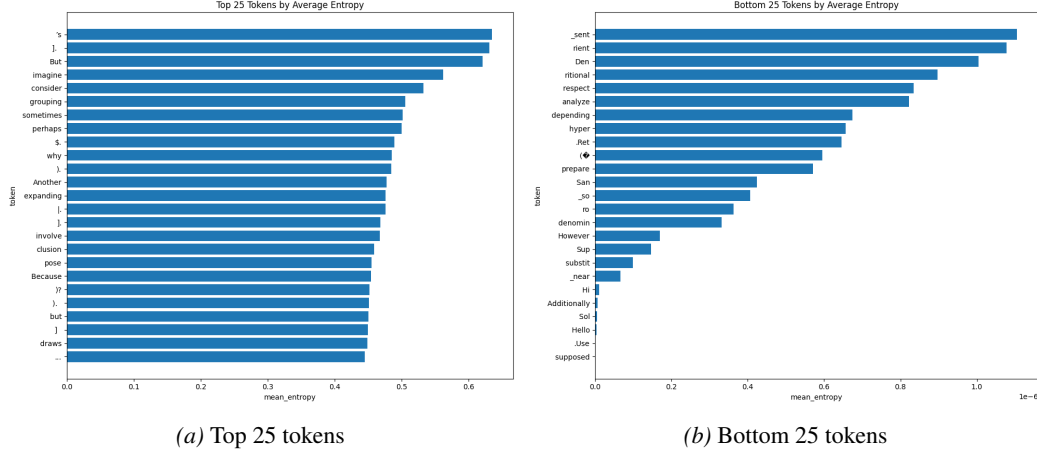 Top 25 Tokens by Average Entropy
's
].
But
imagine
consider
grouping
sometimes
perhaps
$.
why
).
Another
expanding
|.
].
involve
clusion
pose
Because
)?
).
but
]
draws
...
token
0.0 0.1 0.2 0.3 0.4 0.5 0.6
mean_entropy
(a) Top 25 tokens
Bottom 25 Tokens by Average Entropy
_sent
rient
Den
ritional
respect
analyze
depending
hyper
.Ret
(�
prepare
San
_so
ro
denomin
However
Sup
substit
_near
Hi
Additionally
Sol
Hello
.Use
supposed
token
0.0 0.2 0.4 0.6 0.8 1.0
1e−6
mean_entropy
(b) Bottom 25 tokens